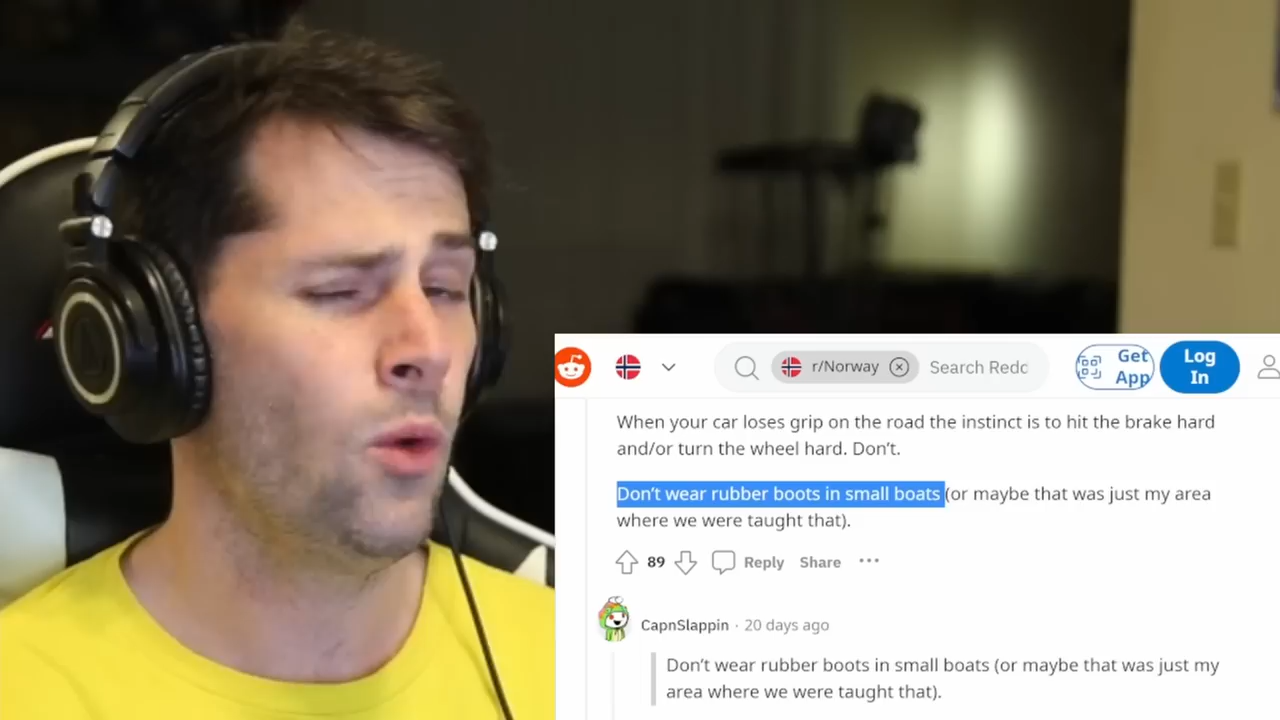 r/Norway
Search Redc
Get
App
Log
In
When your car loses grip on the road the instinct is to hit the brake hard
and/or turn the wheel hard. Don't.
Don't wear rubber boots in small boats (or maybe that was just my area
where we were taught that).
89
Reply
Share
CapnSlappin · 20 days ago
Don't wear rubber boots in small boats (or maybe that was just my
area where we were taught that).